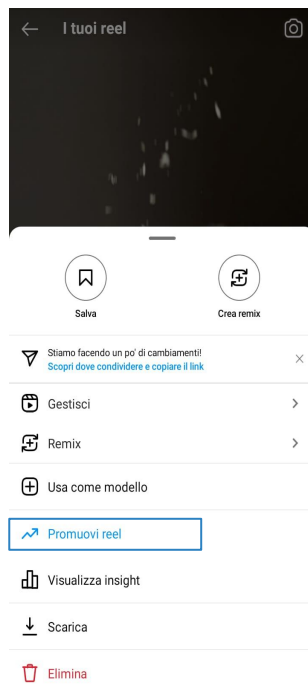 I tuoi reel
Salva
Crea remix
Stiamo facendo un po' di cambiamenti!
Scopri dove condividere e copiare il link
Gestisci
Remix
Usa come modello
Promuovi reel
Visualizza insight
Scarica
Elimina